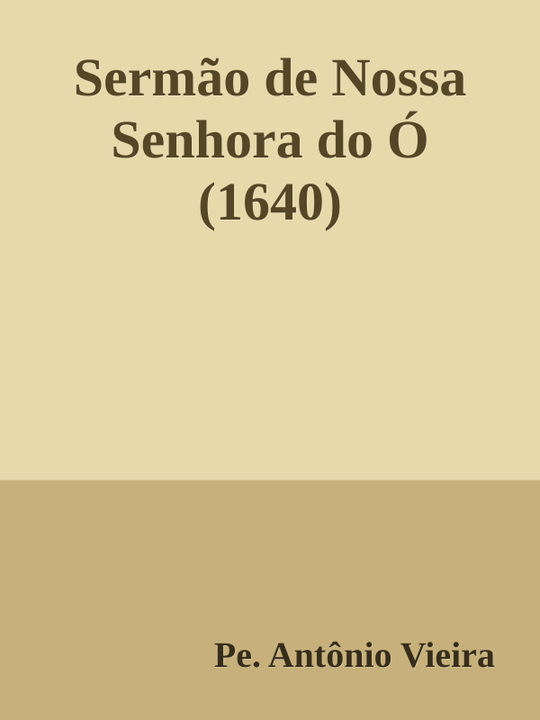 Sermão de Nossa
Senhora do Ó
(1640)
Pe. Antônio Vieira